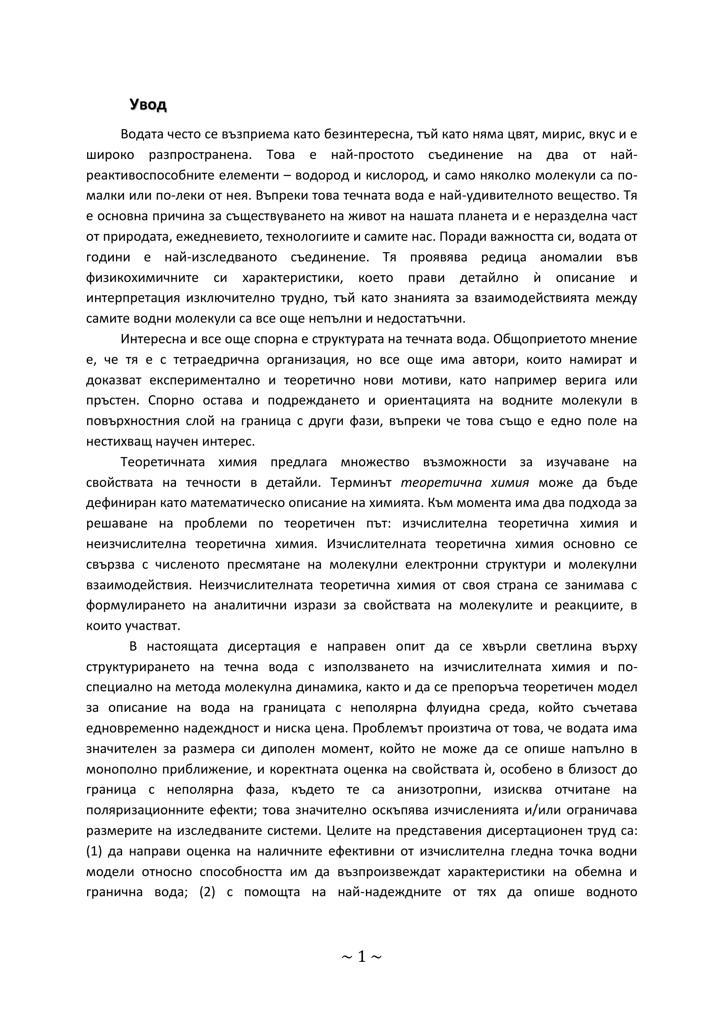 Увод
Водата често се възприема като безинтересна, тъй като няма цвят, мирис, вкус и е
широко разпространена. Това е най-простото съединение на два от най-
реактивоспособните елементи – водород и кислород, и само няколко молекули са по-
малки или по-леки от нея. Въпреки това течната вода е най-удивителното вещество. Тя
е основна причина за съществуването на живот на нашата планета и е неразделна част
от природата, ежедневието, технологиите и самите нас. Поради важността си, водата от
години е най-изследваното съединение. Тя проявява редица аномалии във
физикохимичните си характеристики, което прави детайлно ѝ описание и
интерпретация изключително трудно, тъй като знанията за взаимодействията между
самите водни молекули са все още непълни и недостатъчни.
Интересна и все още спорна е структурата на течната вода. Общоприетото мнение
е, че тя е с тетраедрична организация, но все още има автори, които намират и
доказват експериментално и теоретично нови мотиви, като например верига или
пръстен. Спорно остава и подреждането и ориентацията на водните молекули в
повърхностния слой на граница с други фази, въпреки че това също е едно поле на
нестихващ научен интерес.
Теоретичната химия предлага множество възможности за изучаване на
свойствата на течности в детайли. Терминът теоретична химия може да бъде
дефиниран като математическо описание на химията. Към момента има два подхода за
решаване на проблеми по теоретичен път: изчислителна теоретична химия и
неизчислителна теоретична химия. Изчислителната теоретична химия основно се
свързва с численото пресмятане на молекулни електронни структури и молекулни
взаимодействия. Неизчислителната теоретична химия от своя страна се занимава с
формулирането на аналитични изрази за свойствата на молекулите и реакциите, в
които участват.
В настоящата дисертация е направен опит да се хвърли светлина върху
структурирането на течна вода с използването на изчислителната химия и по-
специално на метода молекулна динамика, както и да се препоръча теоретичен модел
за описание на вода на границата с неполярна флуидна среда, който съчетава
едновременно надеждност и ниска цена. Проблемът произтича от това, че водата има
значителен за размера си диполен момент, който не може да се опише напълно в
монополно приближение, и коректната оценка на свойствата ѝ, особено в близост до
граница с неполярна фаза, където те са анизотропни, изисква отчитане на
поляризационните ефекти; това значително оскъпява изчисленията и/или ограничава
размерите на изследваните системи. Целите на представения дисертационен труд са:
(1) да направи оценка на наличните ефективни от изчислителна гледна точка водни
модели относно способността им да възпроизвеждат характеристики на обемна и
гранична вода; (2) с помощта на най-надеждните от тях да опише водното
~ 1 ~